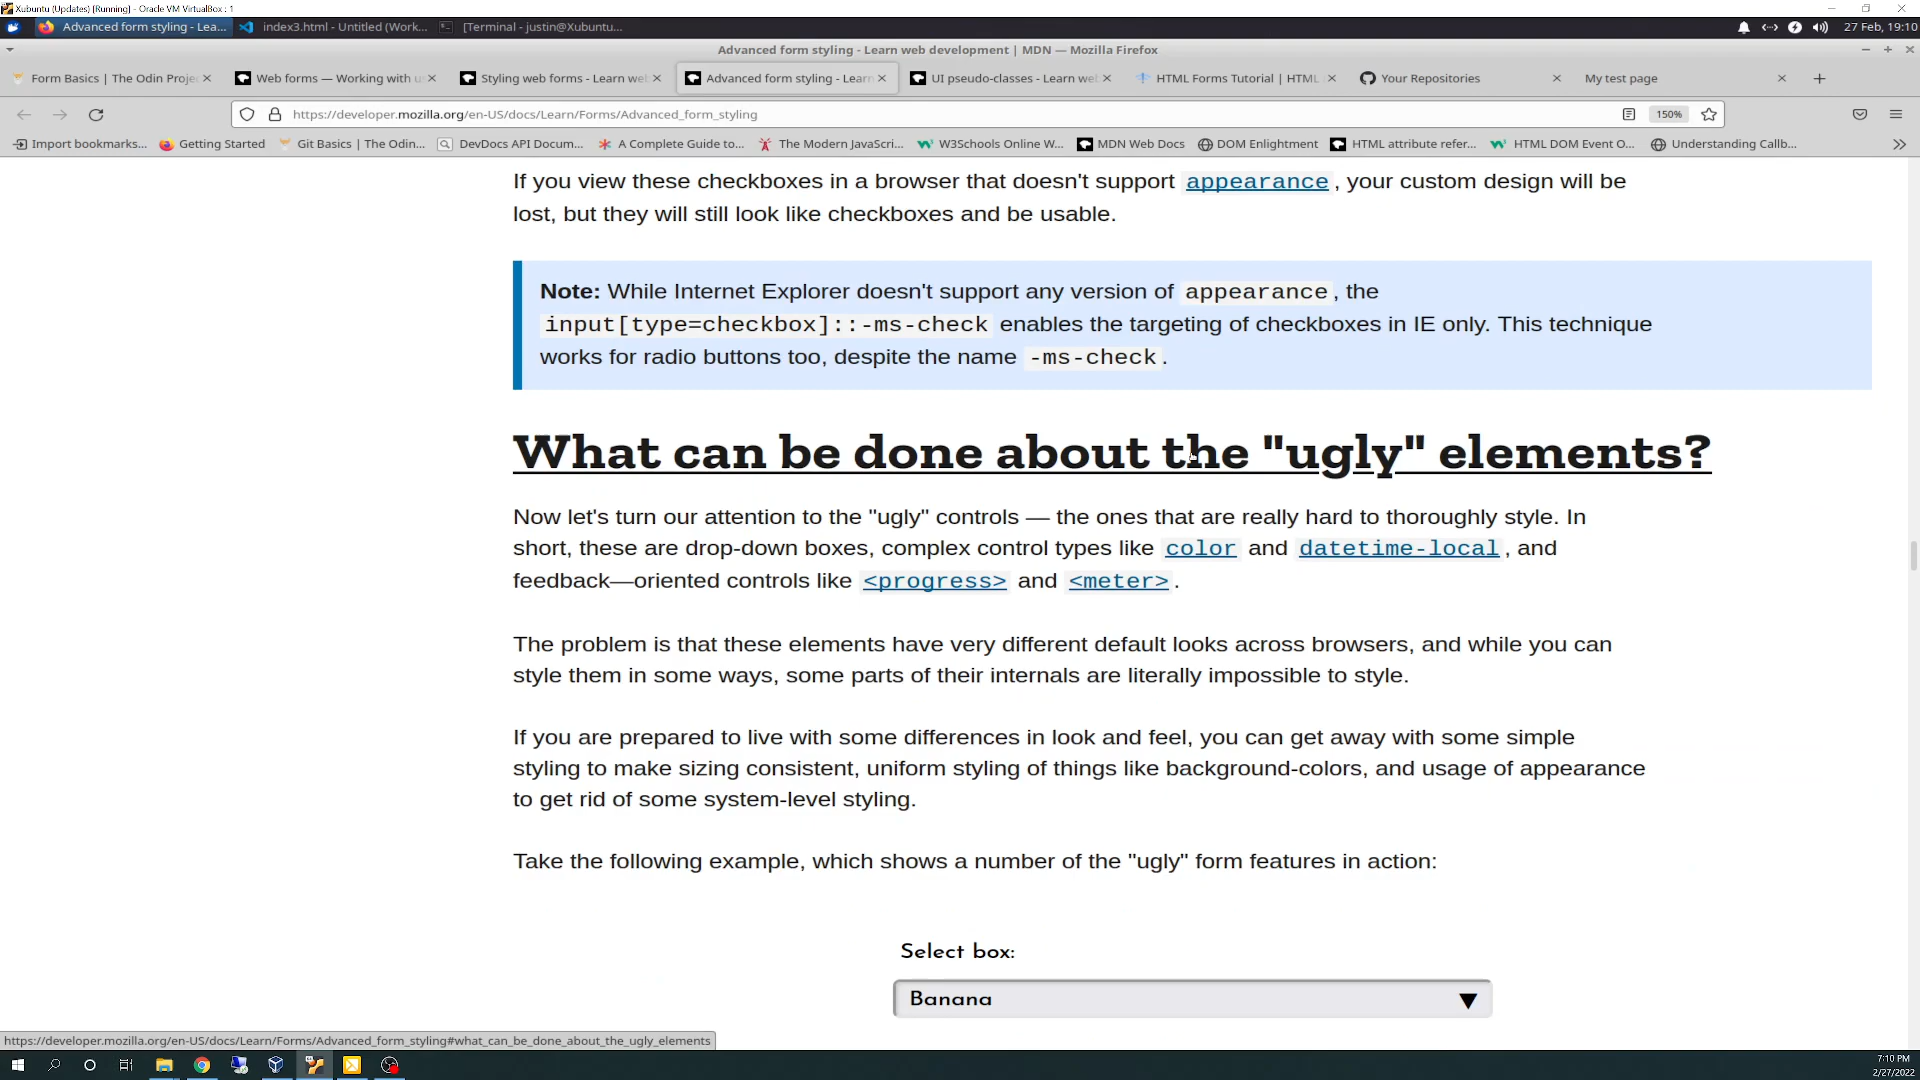 Xubuntu (Updates) [Running] - Oracle VM VirtualBox : 1
Advanced form styling - Lea...
index3.html - Untitled (Work...
[Terminal - justin@Xubuntu...
27 Feb, 19:10
Advanced form styling - Learn web development | MDN — Mozilla Firefox
Form Basics | The Odin Proje
Web forms — Working with u
Styling web forms - Learn we
Advanced form styling - Learn
UI pseudo-classes - Learn we
HTML Forms Tutorial | HTML
Your Repositories
My test page
https://developer.mozilla.org/en-US/docs/Learn/Forms/Advanced_form_styling
150%
Import bookmarks...
Getting Started
Git Basics | The Odin...
DevDocs API Docum...
A Complete Guide to...
The Modern JavaScri...
W3Schools Online W...
MDN Web Docs
DOM Enlightment
HTML attribute refer...
HTML DOM Event O...
Understanding Callb...
If you view these checkboxes in a browser that doesn't support appearance, your custom design will be
lost, but they will still look like checkboxes and be usable.
Note: While Internet Explorer doesn't support any version of appearance, the
input[type=checkbox]::-ms-check enables the targeting of checkboxes in IE only. This technique
works for radio buttons too, despite the name -ms-check.
What can be done about the "ugly" elements?
Now let's turn our attention to the "ugly" controls — the ones that are really hard to thoroughly style. In
short, these are drop-down boxes, complex control types like color and datetime-local, and
feedback—oriented controls like <progress> and <meter>.
The problem is that these elements have very different default looks across browsers, and while you can
style them in some ways, some parts of their internals are literally impossible to style.
If you are prepared to live with some differences in look and feel, you can get away with some simple
styling to make sizing consistent, uniform styling of things like background-colors, and usage of appearance
to get rid of some system-level styling.
Take the following example, which shows a number of the "ugly" form features in action:
Select box:
Banana
https://developer.mozilla.org/en-US/docs/Learn/Forms/Advanced_form_styling#what_can_be_done_about_the_ugly_elements
7:10 PM
2/27/2022